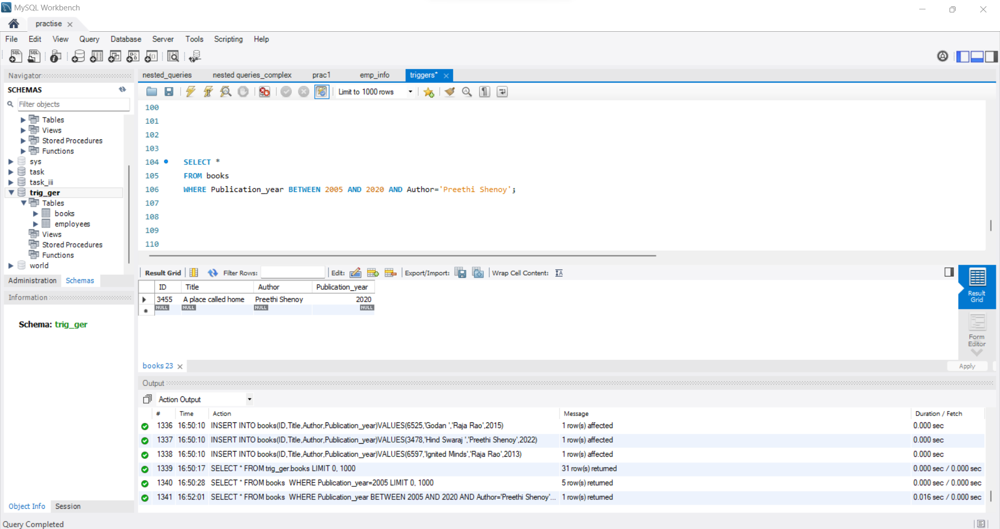 MySQL Workbench
practise
File Edit View Query Database Server Tools Scripting Help
Navigator
SCHEMAS
Filter objects
Tables
Views
Stored Procedures
Functions
sys
task
task_iii
trig_ger
Tables
books
employees
Views
Stored Procedures
Functions
world
Administration Schemas
Information
Schema: trig_ger
Object Info Session
nested_queries nested queries_complex prac1 emp_info triggers*
Limit to 1000 rows
100
101
102
103
104 SELECT *
105 FROM books
106 WHERE Publication_year BETWEEN 2005 AND 2020 AND Author='Preethi Shenoy';
107
108
109
110
Result Grid Filter Rows: Edit: Export/Import: Wrap Cell Content:
ID Title Author Publication_year
3455 A place called home Preethi Shenoy 2020
NULL NULL NULL NULL
Result Grid
Form Editor
books 23
Apply
Output
Action Output
# Time Action Message Duration / Fetch
1336 16:50:10 INSERT INTO books(ID,Title,Author,Publication_year)VALUES(6525,'Godan ','Raja Rao',2015) 1 row(s) affected 0.000 sec
1337 16:50:10 INSERT INTO books(ID,Title,Author,Publication_year)VALUES(3478,'Hind Swaraj ','Preethi Shenoy',2022) 1 row(s) affected 0.000 sec
1338 16:50:10 INSERT INTO books(ID,Title,Author,Publication_year)VALUES(6597,'Ignited Minds','Raja Rao',2013) 1 row(s) affected 0.000 sec
1339 16:50:17 SELECT * FROM trig_ger.books LIMIT 0, 1000 31 row(s) returned 0.000 sec / 0.000 sec
1340 16:50:28 SELECT * FROM books WHERE Publication_year=2005 LIMIT 0, 1000 5 row(s) returned 0.000 sec / 0.000 sec
1341 16:52:01 SELECT * FROM books WHERE Publication_year BETWEEN 2005 AND 2020 AND Author='Preethi Shenoy'... 1 row(s) returned 0.016 sec / 0.000 sec
Query Completed